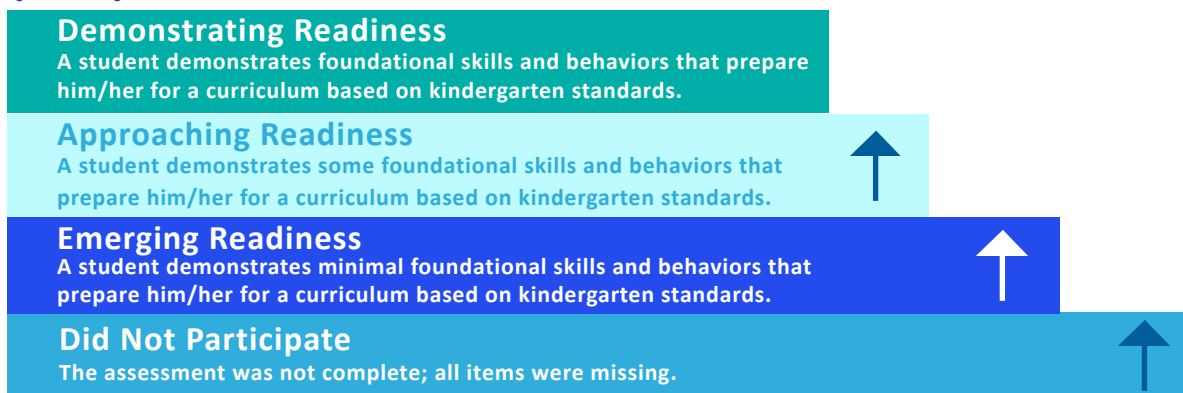 Demonstrating Readiness
A student demonstrates foundational skills and behaviors that prepare
him/her for a curriculum based on kindergarten standards.
Approaching Readiness
A student demonstrates some foundational skills and behaviors that
prepare him/her for a curriculum based on kindergarten standards.
Emerging Readiness
A student demonstrates minimal foundational skills and behaviors that
prepare him/her for a curriculum based on kindergarten standards.
Did Not Participate
The assessment was not complete; all items were missing.